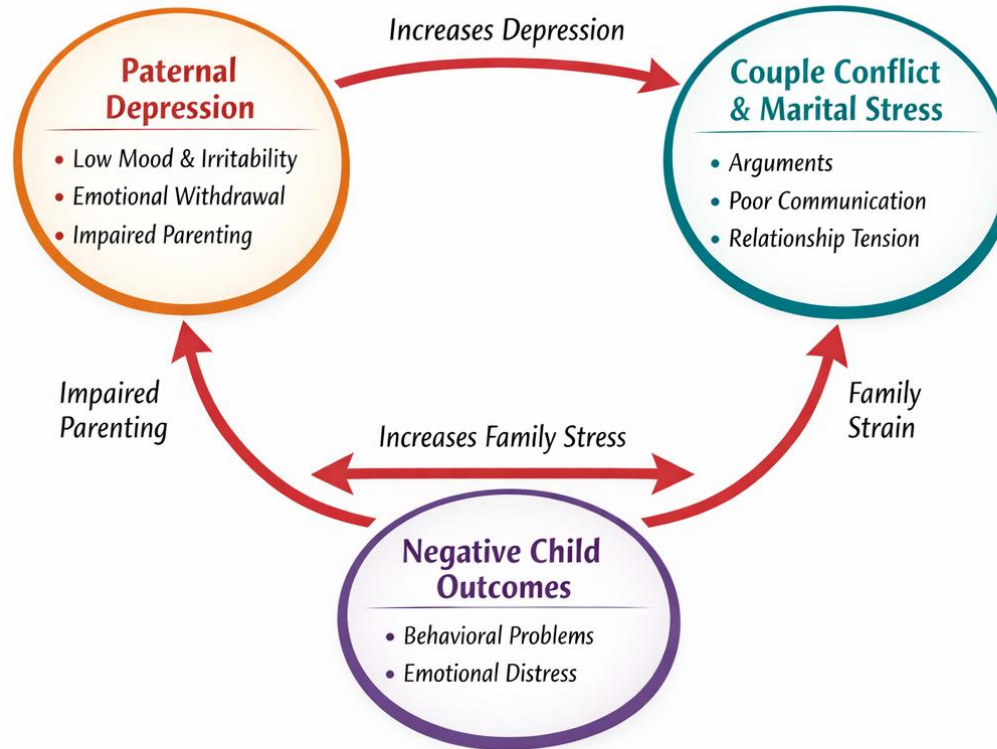 Increases Depression
Paternal
Depression
• Low Mood & Irritability
• Emotional Withdrawal
• Impaired Parenting
Couple Conflict
& Marital Stress
• Arguments
• Poor Communication
• Relationship Tension
Impaired
Parenting
Increases Family Stress
Family
Strain
Negative Child
Outcomes
• Behavioral Problems
• Emotional Distress